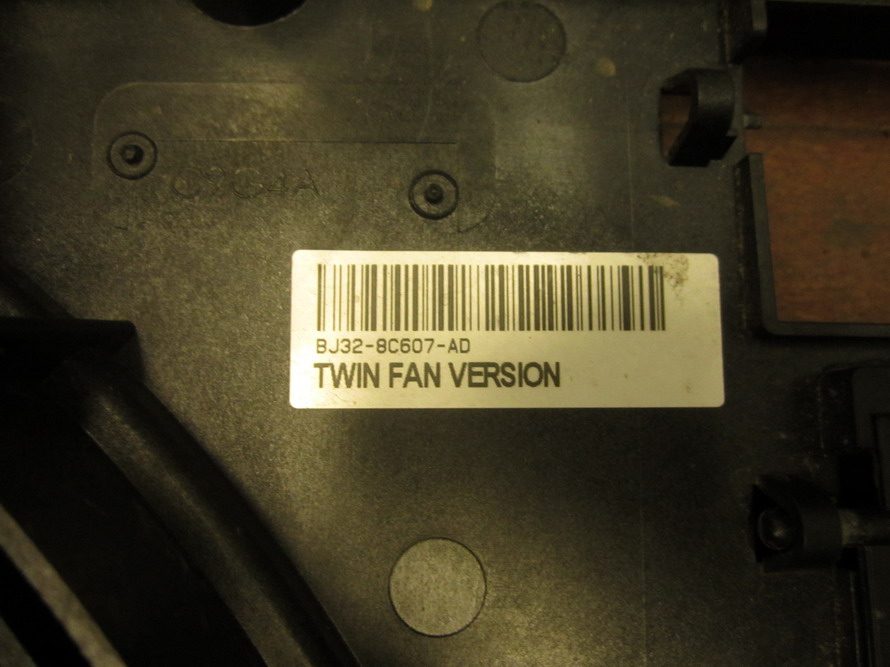 BJ32-8C607-AD
TWIN FAN VERSION